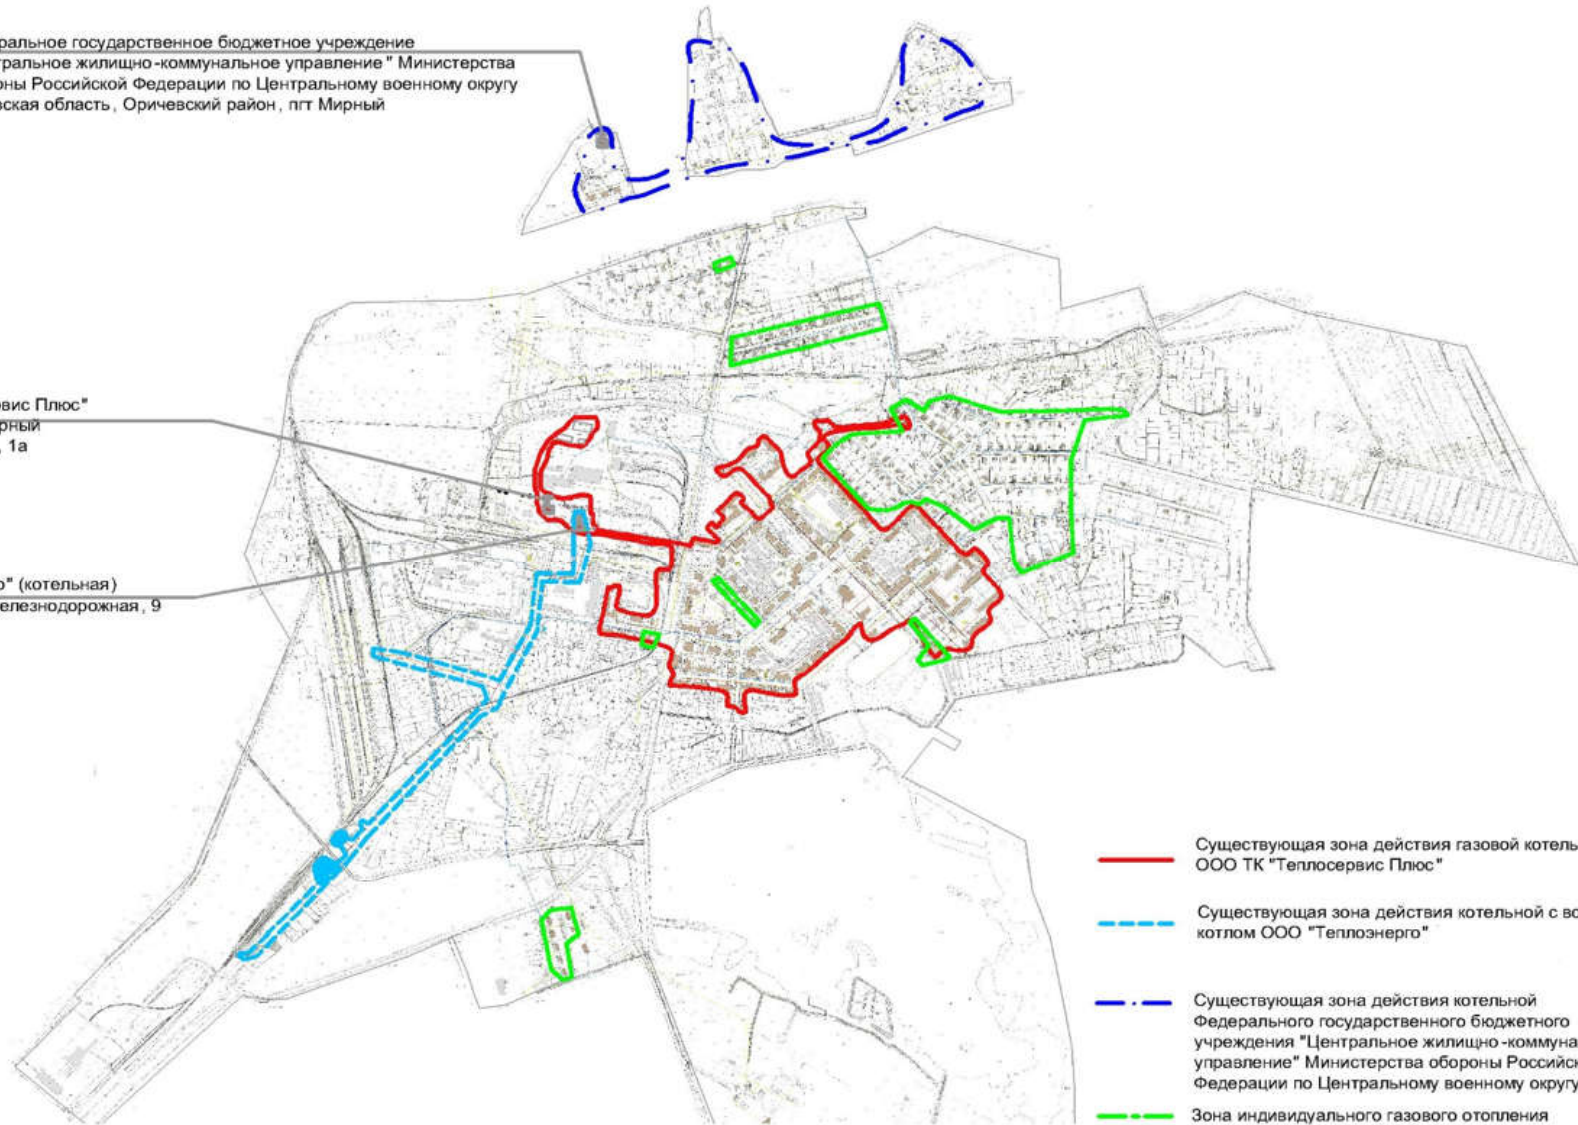 ральное государственное бюджетное учреждение
тральное жилищно-коммунальное управление" Министерства
оны Российской Федерации по Центральному военному округу
вская область, Оричевский район, пгт Мирный
овис Плюс"
рный
, 1а
о" (котельная)
елезнодорожная, 9
Существующая зона действия газовой котель
ООО ТК "Теплосервис Плюс"
Существующая зона действия котельной с во
котлом ООО "Теплоэнерго"
Существующая зона действия котельной
Федерального государственного бюджетного
учреждения "Центральное жилищно-коммуна
управление" Министерства обороны Российск
Федерации по Центральному военному округу
Зона индивидуального газового отопления